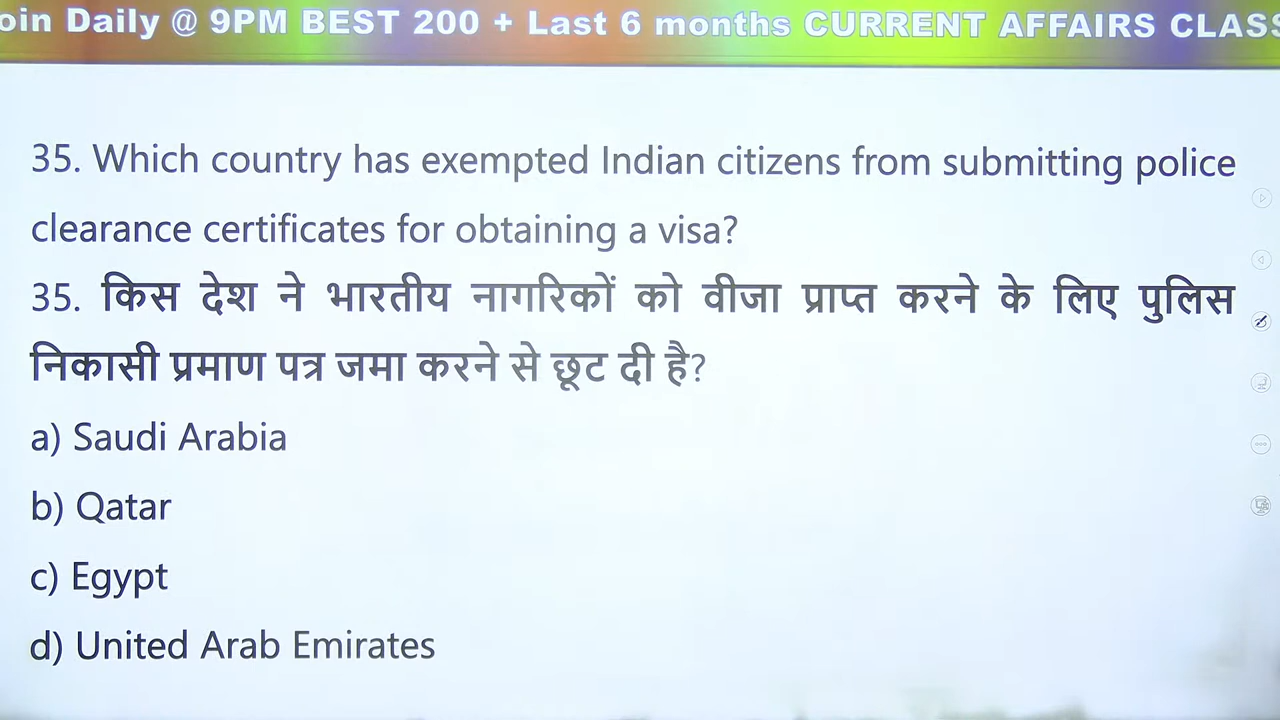 oin Daily @ 9PM BEST 200 + Last 6 months CURRENT AFFAIRS CLASS
35. Which country has exempted Indian citizens from submitting police
clearance certificates for obtaining a visa?
35. किस देश ने भारतीय नागरिकों को वीजा प्राप्त करने के लिए पुलिस
निकासी प्रमाण पत्र जमा करने से छूट दी है?
a) Saudi Arabia
b) Qatar
c) Egypt
d) United Arab Emirates